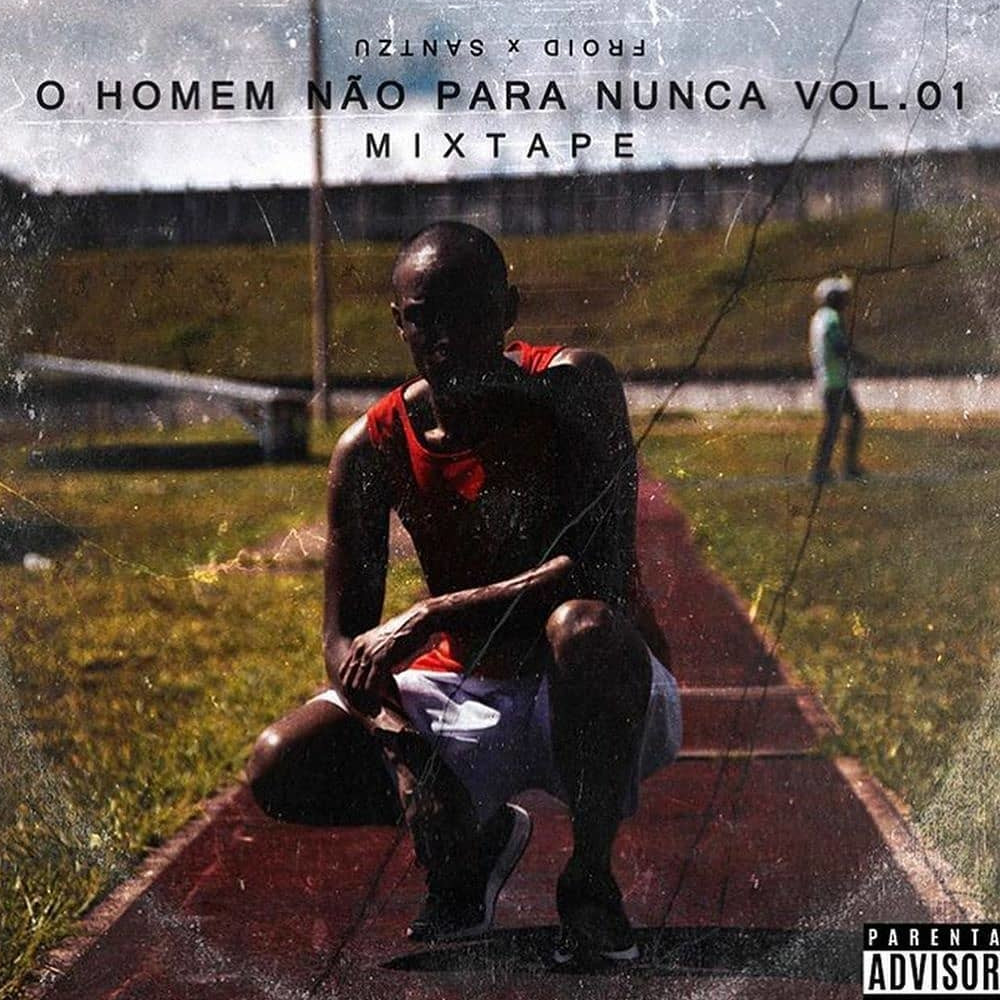 FROID x SANTZU
O HOMEM NÃO PARA NUNCA VOL.01
MIXTAPE
PARENTA
ADVISOR